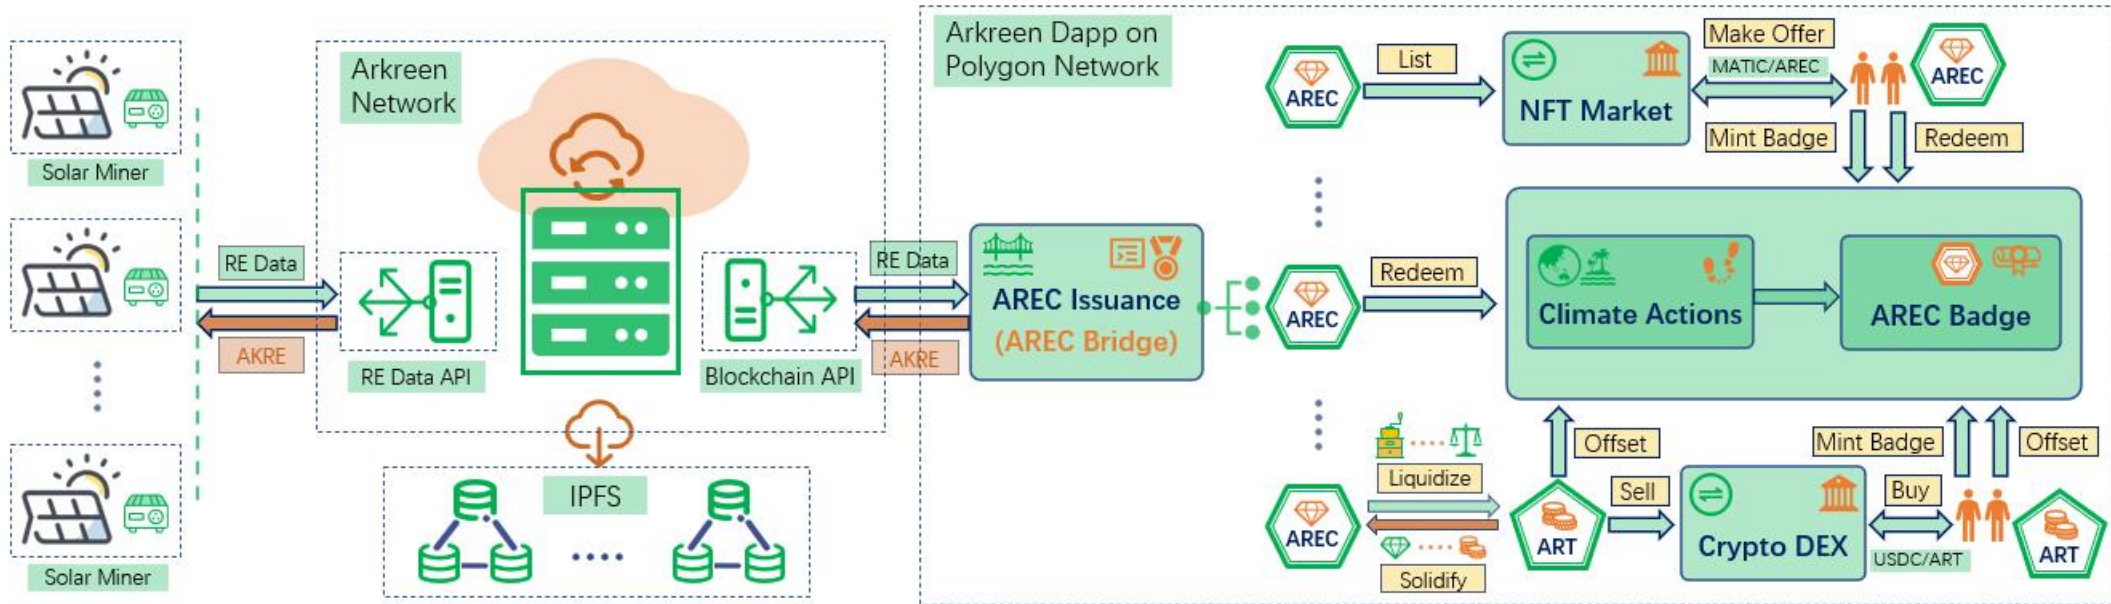 Solar Miner
Solar Miner
RE Data
AKRE
Arkreen
Network
RE Data API
Blockchain API
IPFS
RE Data
AKRE
Arkreen Dapp on
Polygon Network
AREC Issuance
(AREC Bridge)
AREC
List
NFT Market
Make Offer
MATIC/AREC
AREC
Mint Badge
Redeem
AREC
Redeem
Climate Actions
AREC Badge
AREC
Liquidize
Solidify
ART
Offset
Sell
Crypto DEX
Mint Badge
Offset
Buy
USDC/ART
ART